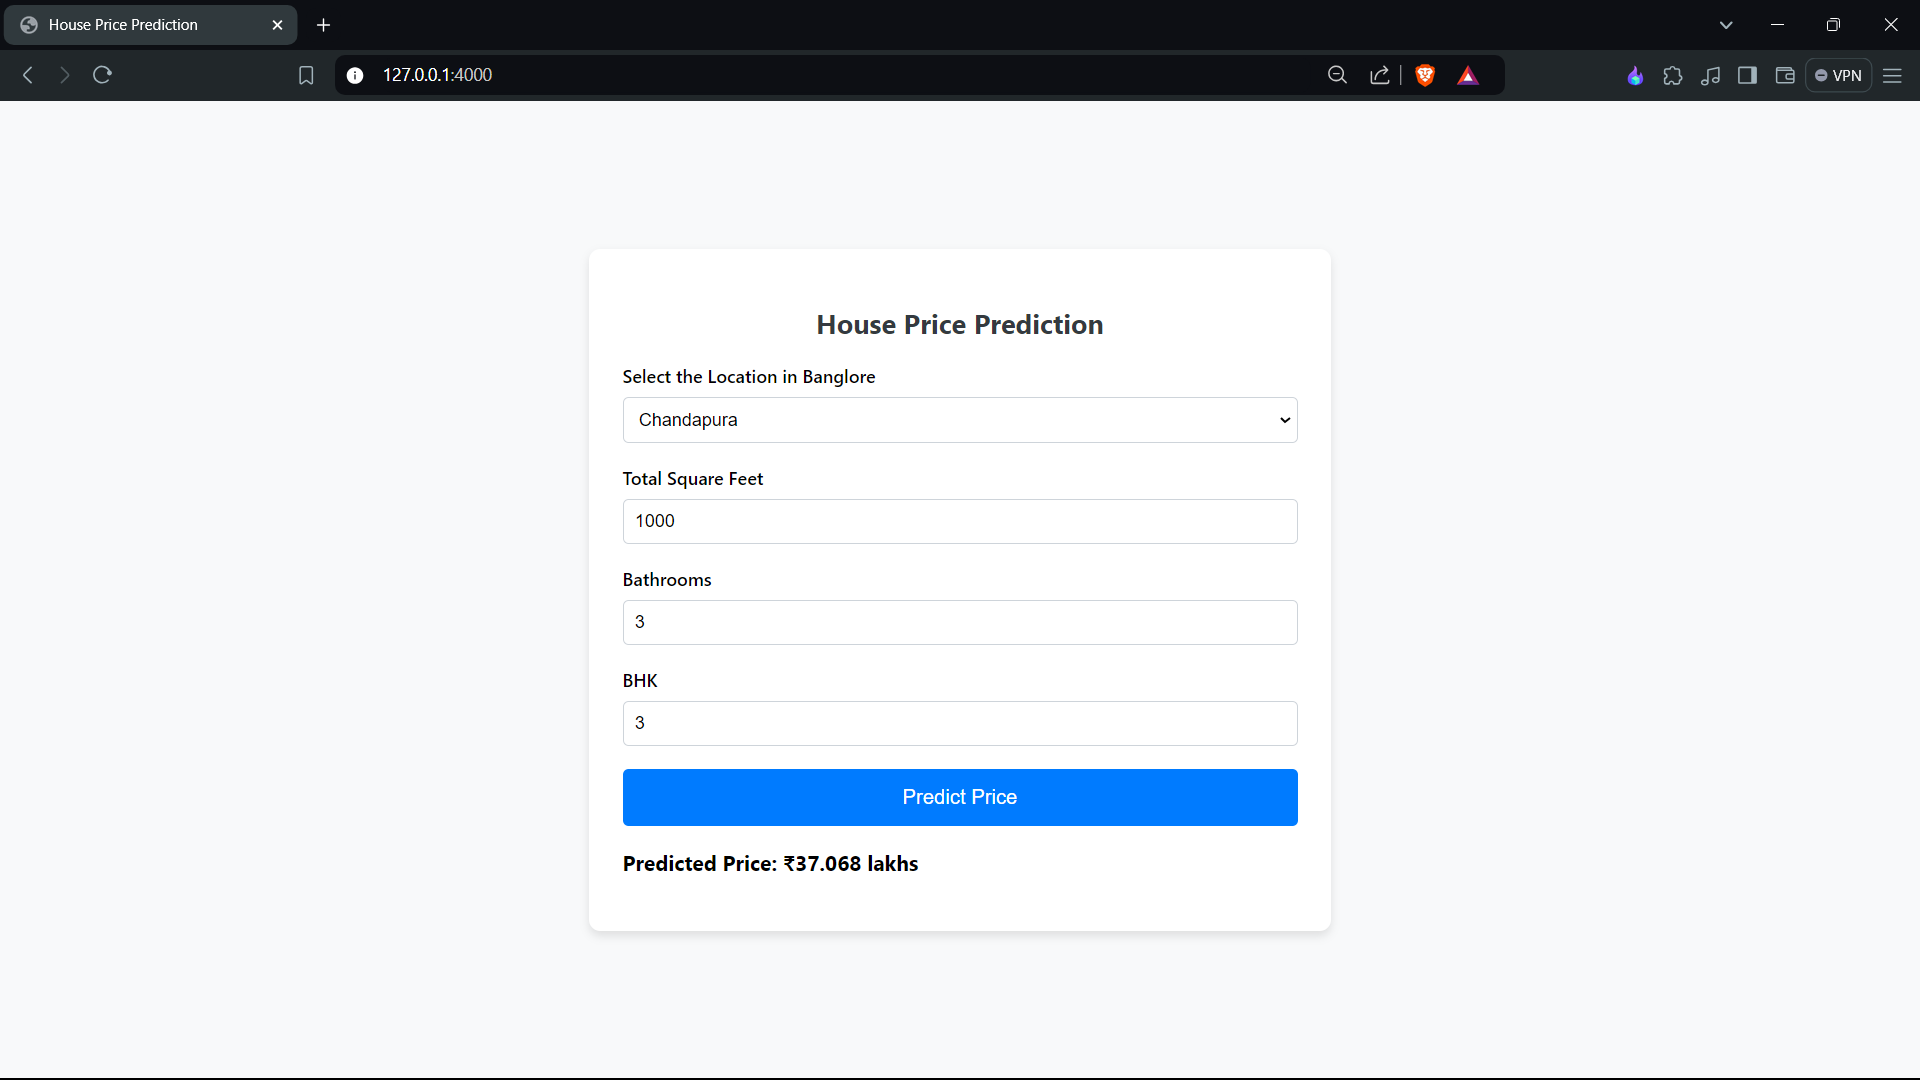 House Price Prediction
127.0.0.1:4000
VPN
House Price Prediction
Select the Location in Banglore
Chandapura
Total Square Feet
1000
Bathrooms
3
BHK
3
Predict Price
Predicted Price: ₹37.068 lakhs